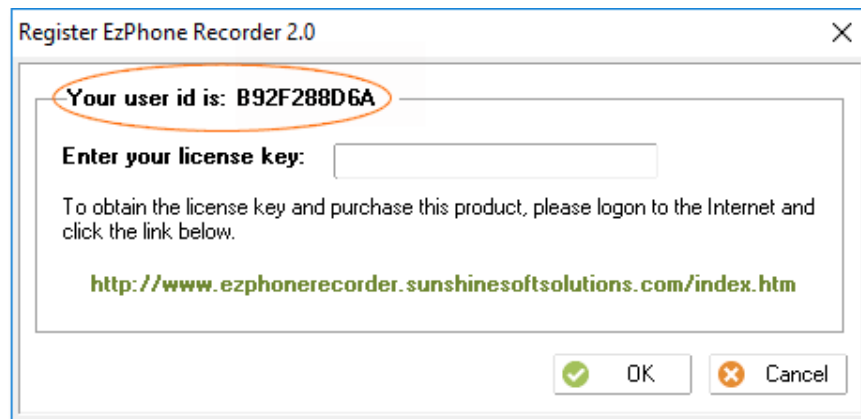 Register EzPhone Recorder 2.0
Your user id is: B92F288D6A
Enter your license key:
To obtain the license key and purchase this product, please logon to the Internet and
click the link below.
http://www.ezphonerecorder.sunshinesoftsolutions.com/index.htm
OK Cancel